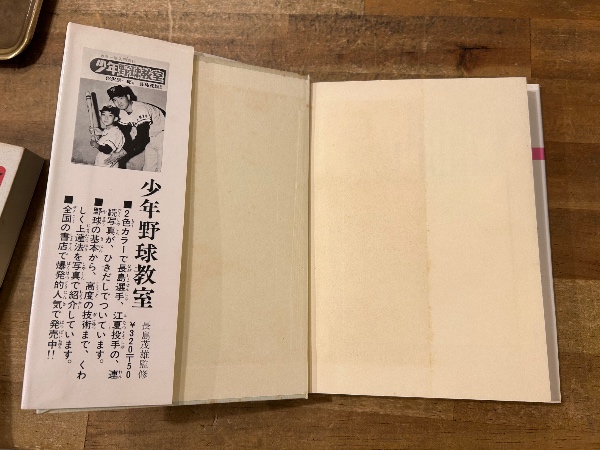 少年野球教室
少年野球教室
長島茂雄監修
¥320〒50
■2色カラーで長島選手、江夏投手の、連
続写真が、ひきだしでついています。
■野球の基本から、高度の技術まで、くわ
しく上達法を写真で紹介しています。
■全国の書店で爆発的人気で発売中!!